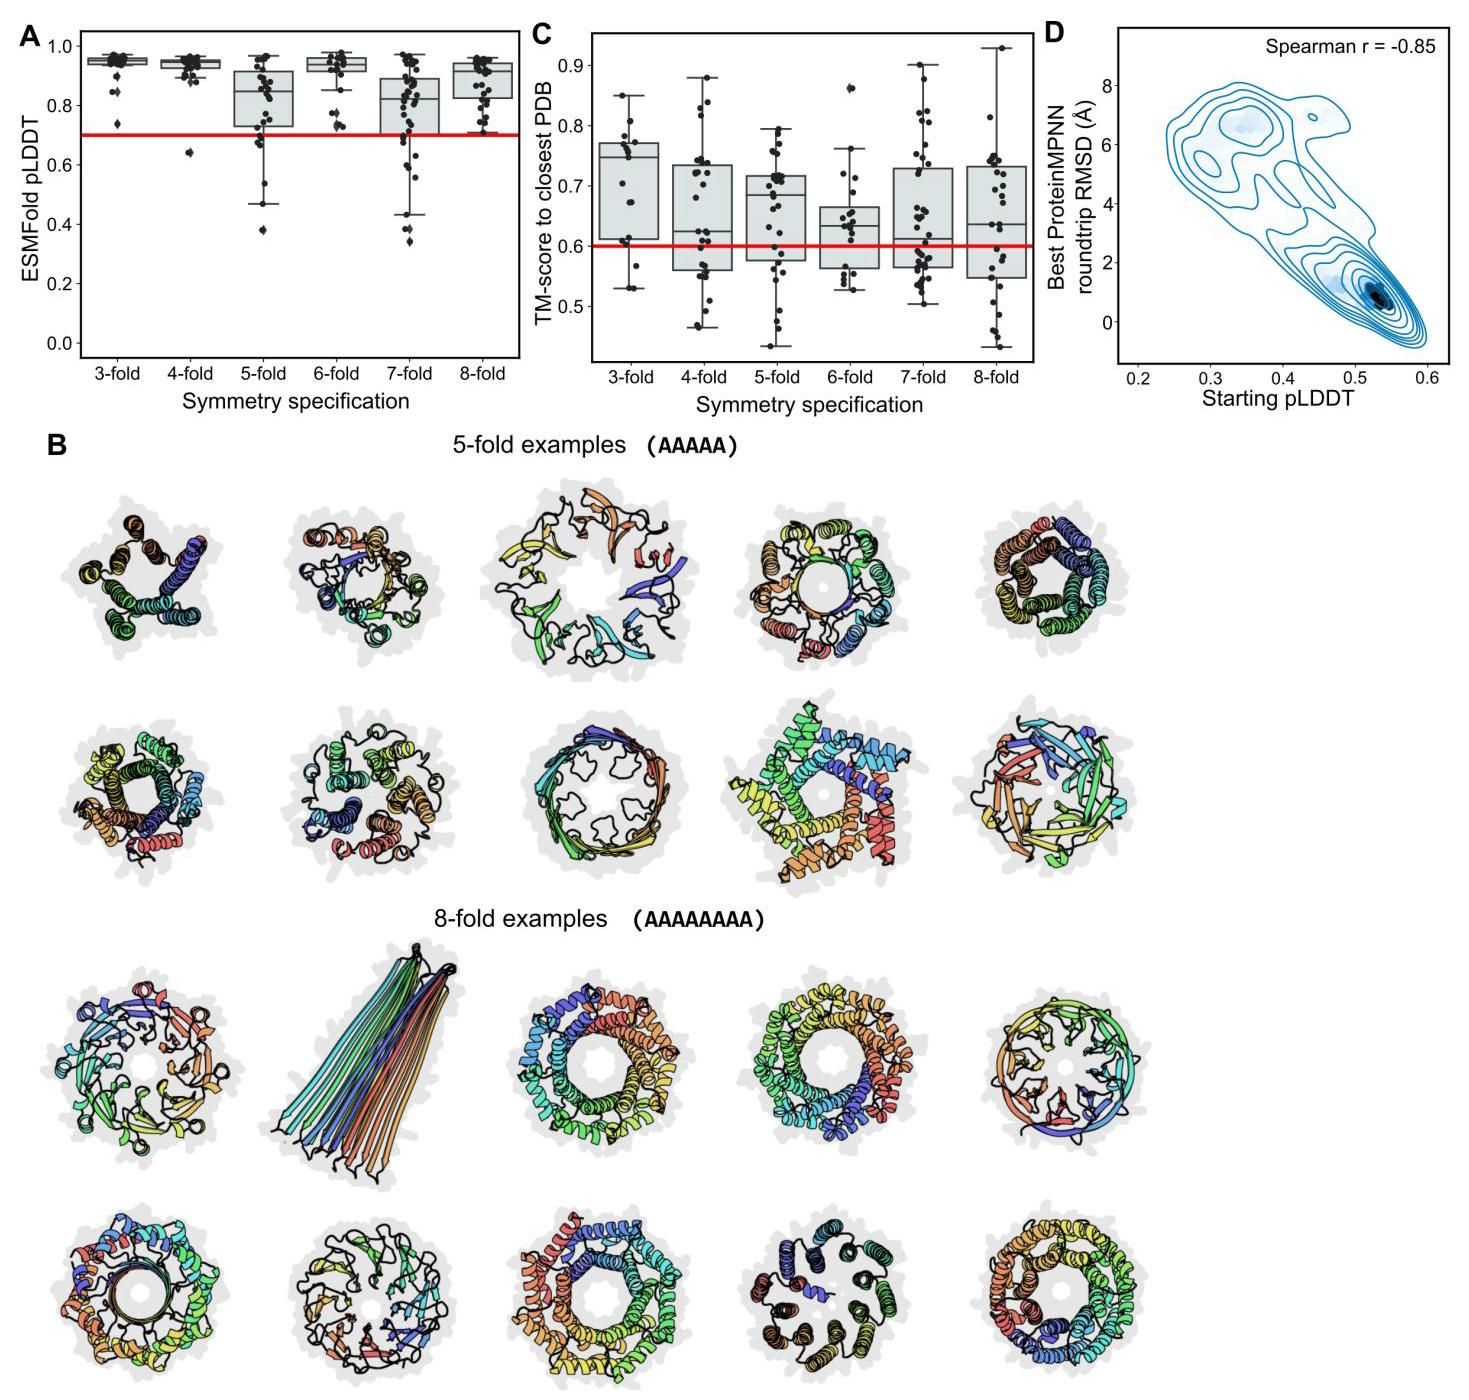 A
ESMFold pLDDT
1.0
0.8
0.6
0.4
0.2
0.0
3-fold 4-fold 5-fold 6-fold 7-fold 8-fold
Symmetry specification
C
TM-score to closest PDB
0.9
0.8
0.7
0.6
0.5
3-fold 4-fold 5-fold 6-fold 7-fold 8-fold
Symmetry specification
D
Spearman r = -0.85
Best ProteinMPNN
roundtrip RMSD (Å)
8
6
4
2
0
0.2 0.3 0.4 0.5 0.6
Starting pLDDT
B
5-fold examples (AAAAA)
8-fold examples (AAAAAAAA)